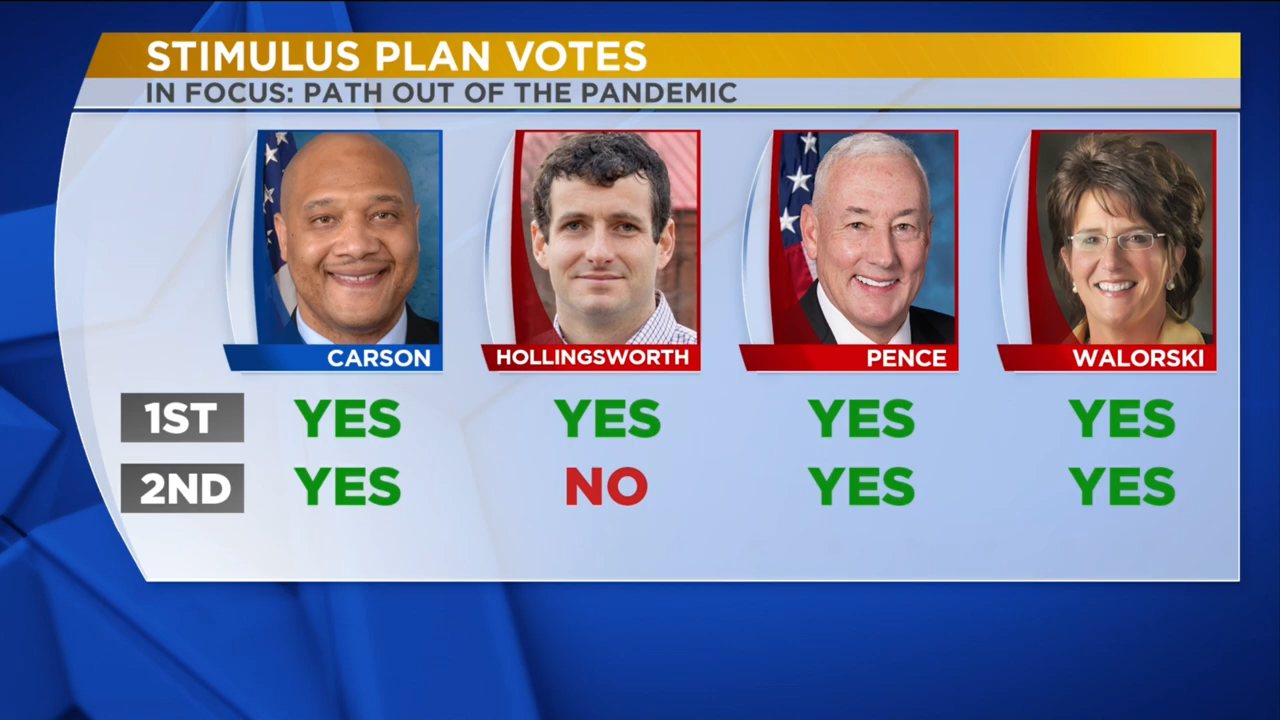 STIMULUS PLAN VOTES
IN FOCUS: PATH OUT OF THE PANDEMIC
CARSON HOLLINGSWORTH PENCE WALORSKI
1ST YES YES YES YES
2ND YES NO YES YES